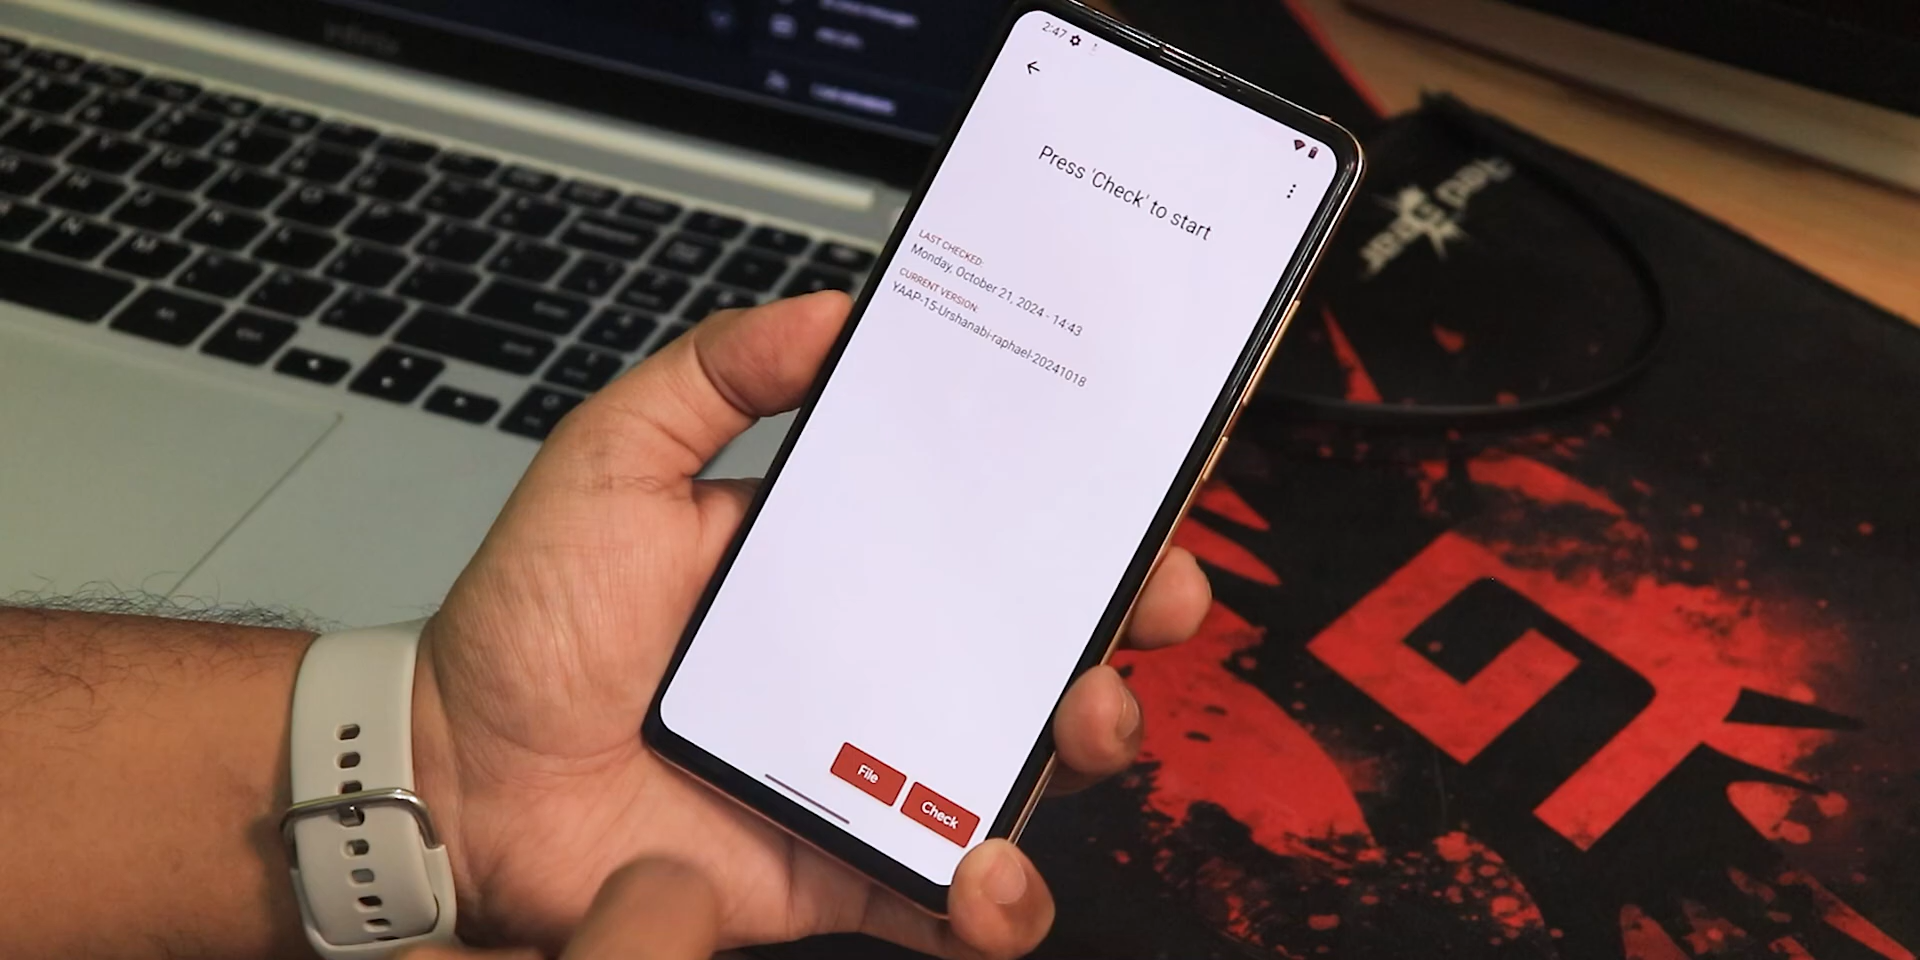 2:47
Press 'Check' to start
LAST CHECKED:
Monday, October 21, 2024 - 14:43
CURRENT VERSION:
YAAP-15-Urshanabi-raphael-20241018
File
Check
Infinix